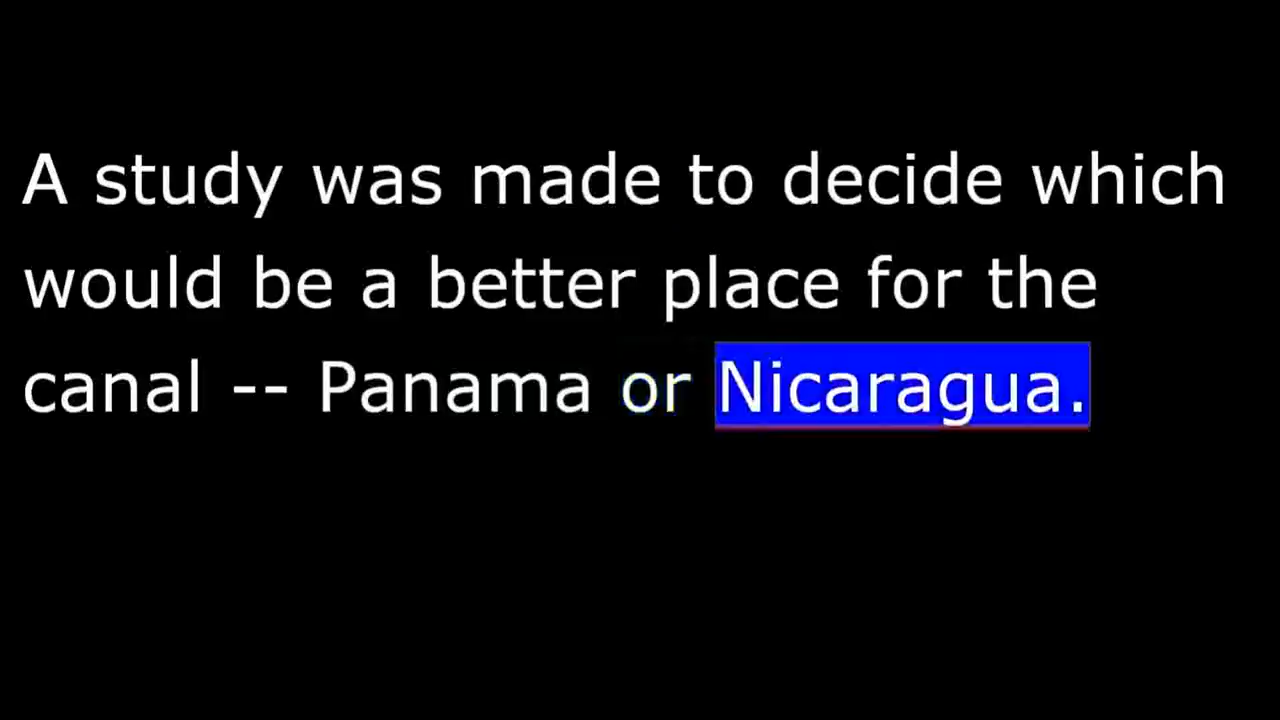 A study was made to decide which
would be a better place for the
canal -- Panama or Nicaragua.